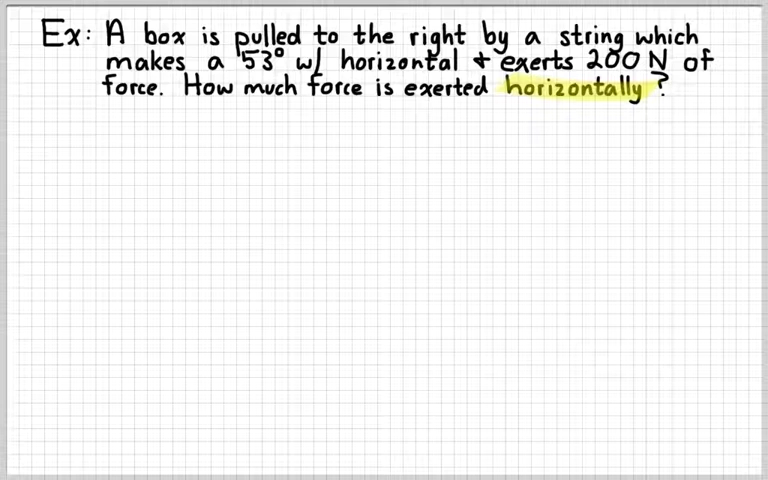 Ex: A box is pulled to the right by a string which
makes a 53° w/ horizontal + exerts 200 N of
force. How much force is exerted horizontally?